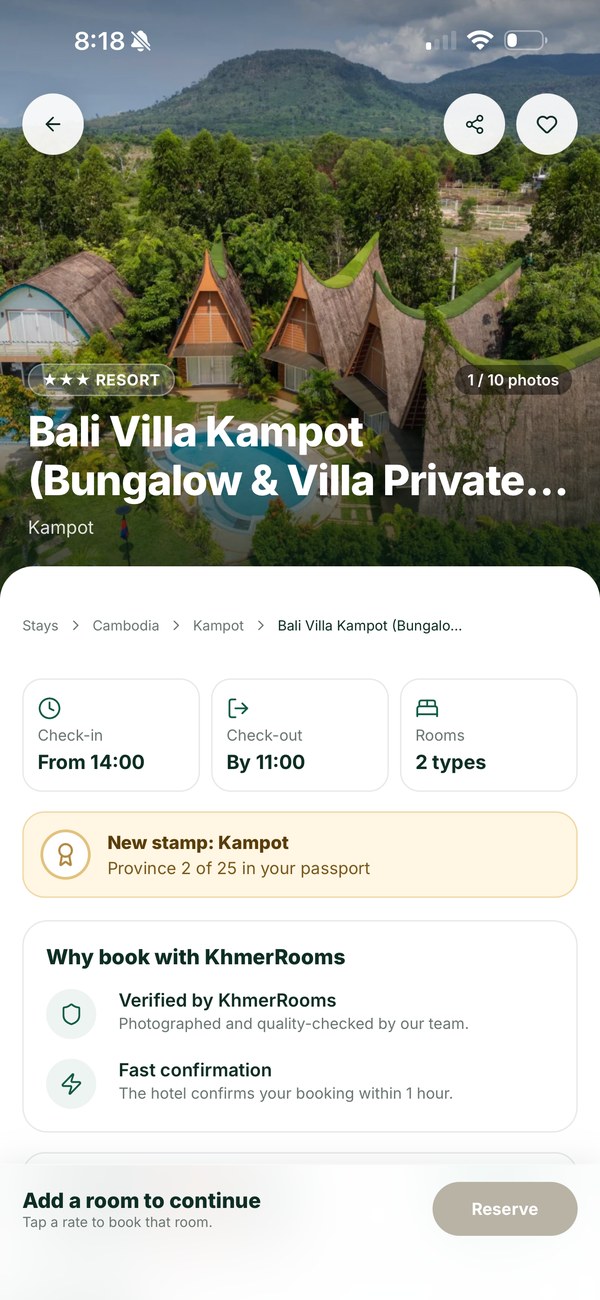 8:18
★★★ RESORT
1 / 10 photos
Bali Villa Kampot
(Bungalow & Villa Private...
Kampot
Stays > Cambodia > Kampot > Bali Villa Kampot (Bungalo...
Check-in
From 14:00
Check-out
By 11:00
Rooms
2 types
New stamp: Kampot
Province 2 of 25 in your passport
Why book with KhmerRooms
Verified by KhmerRooms
Photographed and quality-checked by our team.
Fast confirmation
The hotel confirms your booking within 1 hour.
Add a room to continue
Tap a rate to book that room.
Reserve